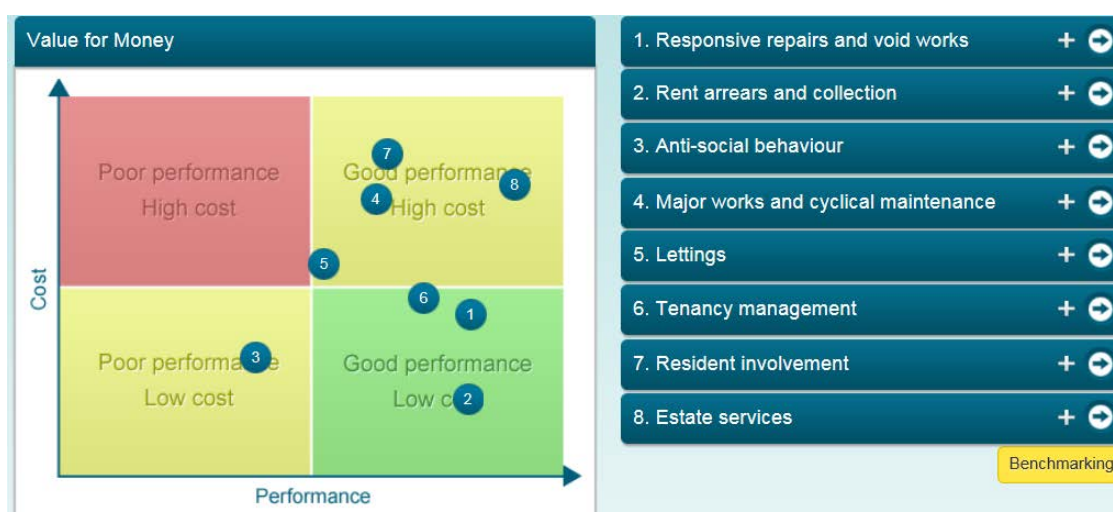 Value for Money
Poor performance
High cost
7
Good performance
8
4
High cost
5
Cost
6
1
Poor performance
3
Low cost
Good performance
Low cost
2
Performance
1. Responsive repairs and void works
2. Rent arrears and collection
3. Anti-social behaviour
4. Major works and cyclical maintenance
5. Lettings
6. Tenancy management
7. Resident involvement
8. Estate services
Benchmarking